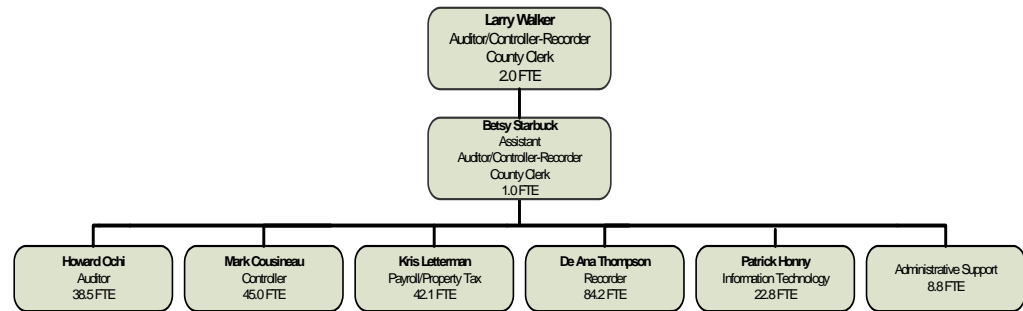 Larry Walker
Auditor/Controller-Recorder
County Clerk
2.0 FTE
Betsy Starbuck
Assistant
Auditor/Controller-Recorder
County Clerk
1.0 FTE
Howard Ochi
Auditor
38.5 FTE
Mark Cousineau
Controller
45.0 FTE
Kris Letterman
Payroll/Property Tax
42.1 FTE
De Ana Thompson
Recorder
84.2 FTE
Patrick Honny
Information Technology
22.8 FTE
Administrative Support
8.8 FTE